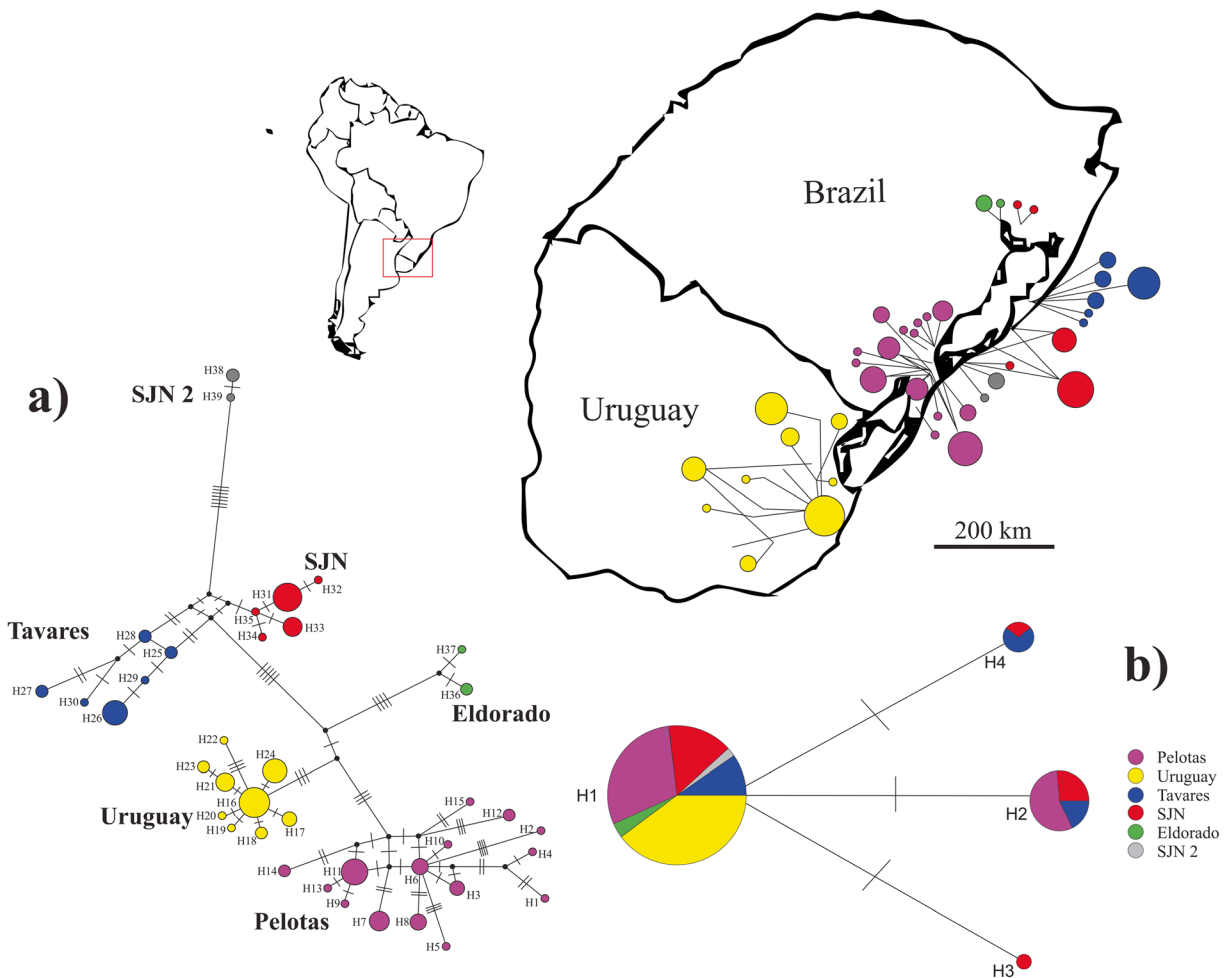 Brazil
Uruguay
200 km
a)
H38
SJN 2
H39
SJN
H31
H32
H35
H33
H34
Tavares
H28
H25
H29
H27
H30
H26
H37
H36
Eldorado
H22
H23
H24
H21
H16
H20
H19
H18
H17
Uruguay
H15
H12
H2
H10
H4
H14
H11
H6
H13
H3
H9
H1
H7
H8
H5
Pelotas
b)
H4
H1
H2
H3
Pelotas
Uruguay
Tavares
SJN
Eldorado
SJN 2